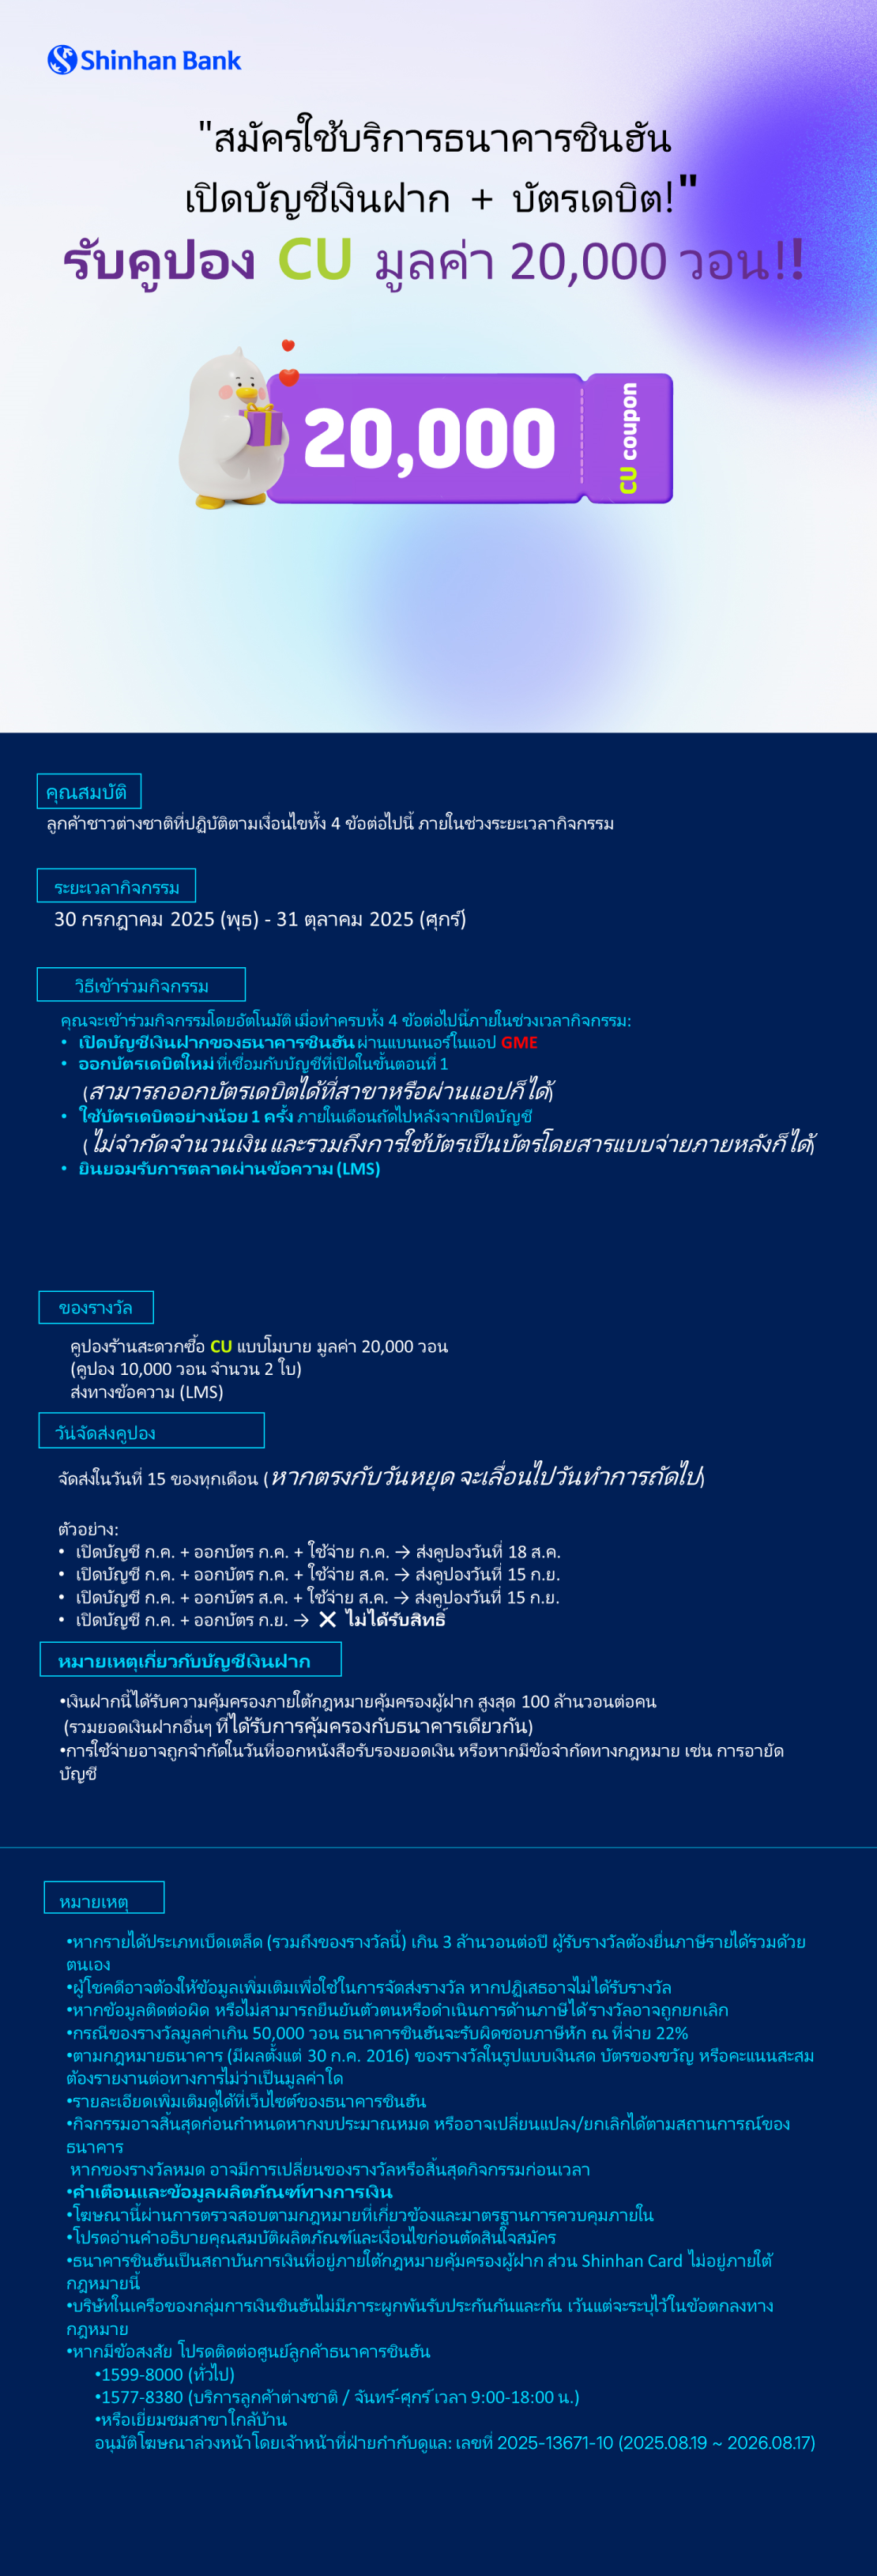 Shinhan Bank
"สมัครใช้บริการธนาคารชินฮัน
เปิดบัญชีเงินฝาก + บัตรเดบิต!"
รับคูปอง CU มูลค่า 20,000 วอน!!
20,000
CU coupon
คุณสมบัติ
ลูกค้าชาวต่างชาติที่ปฏิบัติตามเงื่อนไขทั้ง 4 ข้อต่อไปนี้ ภายในช่วงระยะเวลากิจกรรม
ระยะเวลากิจกรรม
30 กรกฎาคม 2025 (พุธ) - 31 ตุลาคม 2025 (ศุกร์)
วิธีเข้าร่วมกิจกรรม
คุณจะเข้าร่วมกิจกรรมโดยอัตโนมัติ เมื่อทำครบทั้ง 4 ข้อต่อไปนี้ภายในช่วงเวลากิจกรรม:
• เปิดบัญชีเงินฝากของธนาคารชินฮัน ผ่านแบนเนอร์ในแอป GME
• ออกบัตรเดบิตใหม่ ที่เชื่อมกับบัญชีที่เปิดในขั้นตอนที่ 1
(สามารถออกบัตรเดบิตได้ที่สาขาหรือผ่านแอปก็ได้)
• ใช้บัตรเดบิตอย่างน้อย 1 ครั้ง ภายในเดือนถัดไปหลังจากเปิดบัญชี
( ไม่จำกัดจำนวนเงิน และรวมถึงการใช้บัตรเป็นบัตรโดยสารแบบจ่ายภายหลังก็ได้)
• ยินยอมรับการตลาดผ่านข้อความ (LMS)
ของรางวัล
คูปองร้านสะดวกซื้อ CU แบบโมบาย มูลค่า 20,000 วอน
(คูปอง 10,000 วอน จำนวน 2 ใบ)
ส่งทางข้อความ (LMS)
วันจัดส่งคูปอง
จัดส่งในวันที่ 15 ของทุกเดือน (หากตรงกับวันหยุด จะเลื่อนไปวันทำการถัดไป)
ตัวอย่าง:
• เปิดบัญชี ก.ค. + ออกบัตร ก.ค. + ใช้จ่าย ก.ค. → ส่งคูปองวันที่ 18 ส.ค.
• เปิดบัญชี ก.ค. + ออกบัตร ก.ค. + ใช้จ่าย ส.ค. → ส่งคูปองวันที่ 15 ก.ย.
• เปิดบัญชี ก.ค. + ออกบัตร ส.ค. + ใช้จ่าย ส.ค. → ส่งคูปองวันที่ 15 ก.ย.
• เปิดบัญชี ก.ค. + ออกบัตร ก.ย. → ❌ ไม่ได้รับสิทธิ์
หมายเหตุเกี่ยวกับบัญชีเงินฝาก
•เงินฝากนี้ได้รับความคุ้มครองภายใต้กฎหมายคุ้มครองผู้ฝาก สูงสุด 100 ล้านวอนต่อคน
(รวมยอดเงินฝากอื่นๆ ที่ได้รับการคุ้มครองกับธนาคารเดียวกัน)
•การใช้จ่ายอาจถูกจำกัดในวันที่ออกหนังสือรับรองยอดเงิน หรือหากมีข้อจำกัดทางกฎหมาย เช่น การอายัด
บัญชี
หมายเหตุ
•หากรายได้ประเภทเบ็ดเตล็ด (รวมถึงของรางวัลนี้) เกิน 3 ล้านวอนต่อปี ผู้รับรางวัลต้องยื่นภาษีรายได้รวมด้วย
ตนเอง
•ผู้โชคดีอาจต้องให้ข้อมูลเพิ่มเติมเพื่อใช้ในการจัดส่งรางวัล หากปฏิเสธอาจไม่ได้รับรางวัล
•หากข้อมูลติดต่อผิด หรือไม่สามารถยืนยันตัวตนหรือดำเนินการด้านภาษีได้ รางวัลอาจถูกยกเลิก
•กรณีของรางวัลมูลค่าเกิน 50,000 วอน ธนาคารชินฮันจะรับผิดชอบภาษีหัก ณ ที่จ่าย 22%
•ตามกฎหมายธนาคาร (มีผลตั้งแต่ 30 ก.ค. 2016) ของรางวัลในรูปแบบเงินสด บัตรของขวัญ หรือคะแนนสะสม
ต้องรายงานต่อทางการไม่ว่าเป็นมูลค่าใด
•รายละเอียดเพิ่มเติมดูได้ที่เว็บไซต์ของธนาคารชินฮัน
•กิจกรรมอาจสิ้นสุดก่อนกำหนดหากงบประมาณหมด หรืออาจเปลี่ยนแปลง/ยกเลิกได้ตามสถานการณ์ของ
ธนาคาร
หากของรางวัลหมด อาจมีการเปลี่ยนของรางวัลหรือสิ้นสุดกิจกรรมก่อนเวลา
•คำเตือนและข้อมูลผลิตภัณฑ์ทางการเงิน
•โฆษณานี้ผ่านการตรวจสอบตามกฎหมายที่เกี่ยวข้องและมาตรฐานการควบคุมภายใน
•โปรดอ่านคำอธิบายคุณสมบัติผลิตภัณฑ์และเงื่อนไขก่อนตัดสินใจสมัคร
•ธนาคารชินฮันเป็นสถาบันการเงินที่อยู่ภายใต้กฎหมายคุ้มครองผู้ฝาก ส่วน Shinhan Card ไม่อยู่ภายใต้
กฎหมายนี้
•บริษัทในเครือของกลุ่มการเงินชินฮันไม่มีภาระผูกพันรับประกันกันและกัน เว้นแต่จะระบุไว้ในข้อตกลงทาง
กฎหมาย
•หากมีข้อสงสัย โปรดติดต่อศูนย์ลูกค้าธนาคารชินฮัน
•1599-8000 (ทั่วไป)
•1577-8380 (บริการลูกค้าต่างชาติ / จันทร์-ศุกร์ เวลา 9:00-18:00 น.)
•หรือเยี่ยมชมสาขาใกล้บ้าน
อนุมัติโฆษณาล่วงหน้าโดยเจ้าหน้าที่ฝ่ายกำกับดูแล: เลขที่ 2025-13671-10 (2025.08.19 ~ 2026.08.17)